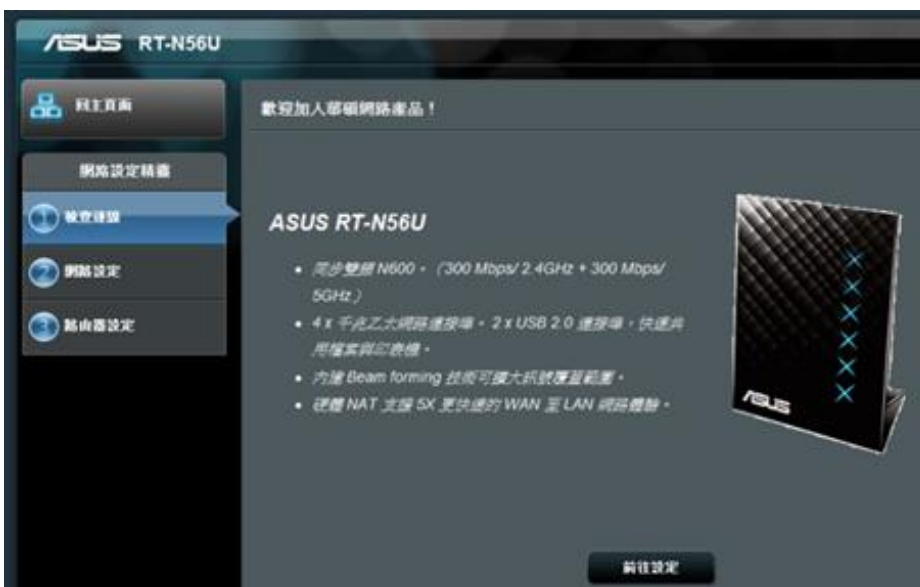 ASUS RT-N56U
回主頁面
網路設定精靈
1 檢查連線
2 網路設定
3 路由器設定
歡迎加入華碩網路產品！
ASUS RT-N56U
• 同步雙頻 N600。（300 Mbps/ 2.4GHz + 300 Mbps/
5GHz）
• 4 x 千兆乙太網路連接埠。2 x USB 2.0 連接埠，快速共
用檔案與印表機。
• 內建 Beam forming 技術可擴大訊號覆蓋範圍。
• 硬體 NAT 支援 5X 更快速的 WAN 至 LAN 網路體驗。
ASUS
前往設定